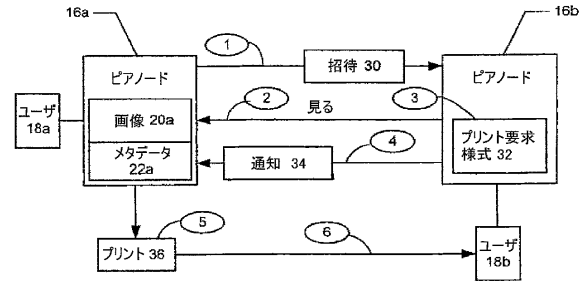 16a
16b
1
招待 30
ピアノード
ピアノード
2
見る
3
ユーザ
18a
画像 20a
メタデータ
22a
プリント要求
様式 32
通知 34
4
5
プリント 36
6
ユーザ
18b